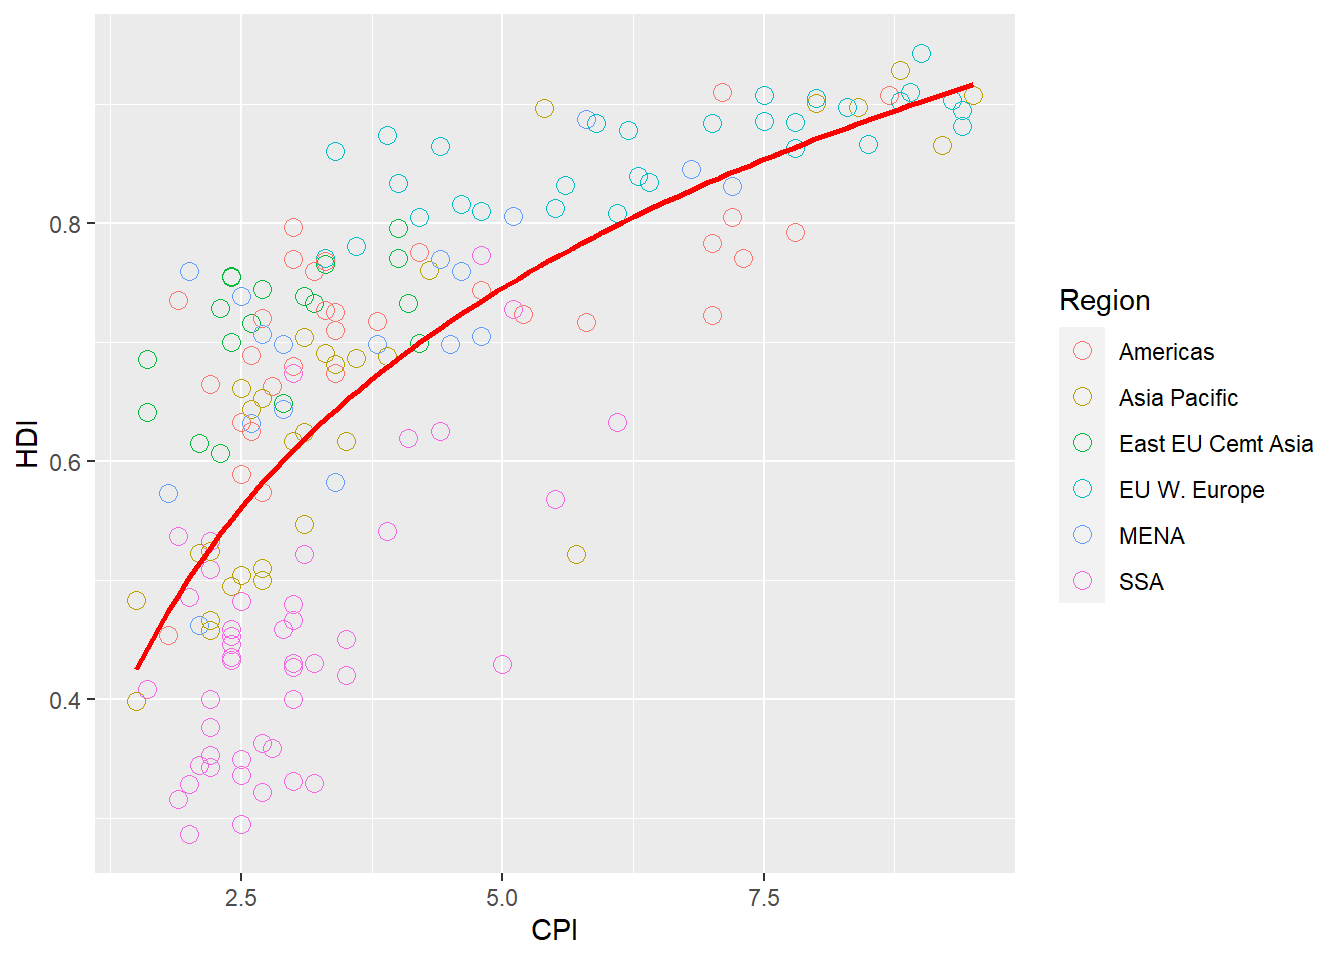 HDI
0.8
0.6
0.4
2.5 5.0 7.5
CPI
Region
Americas
Asia Pacific
East EU Cemt Asia
EU W. Europe
MENA
SSA